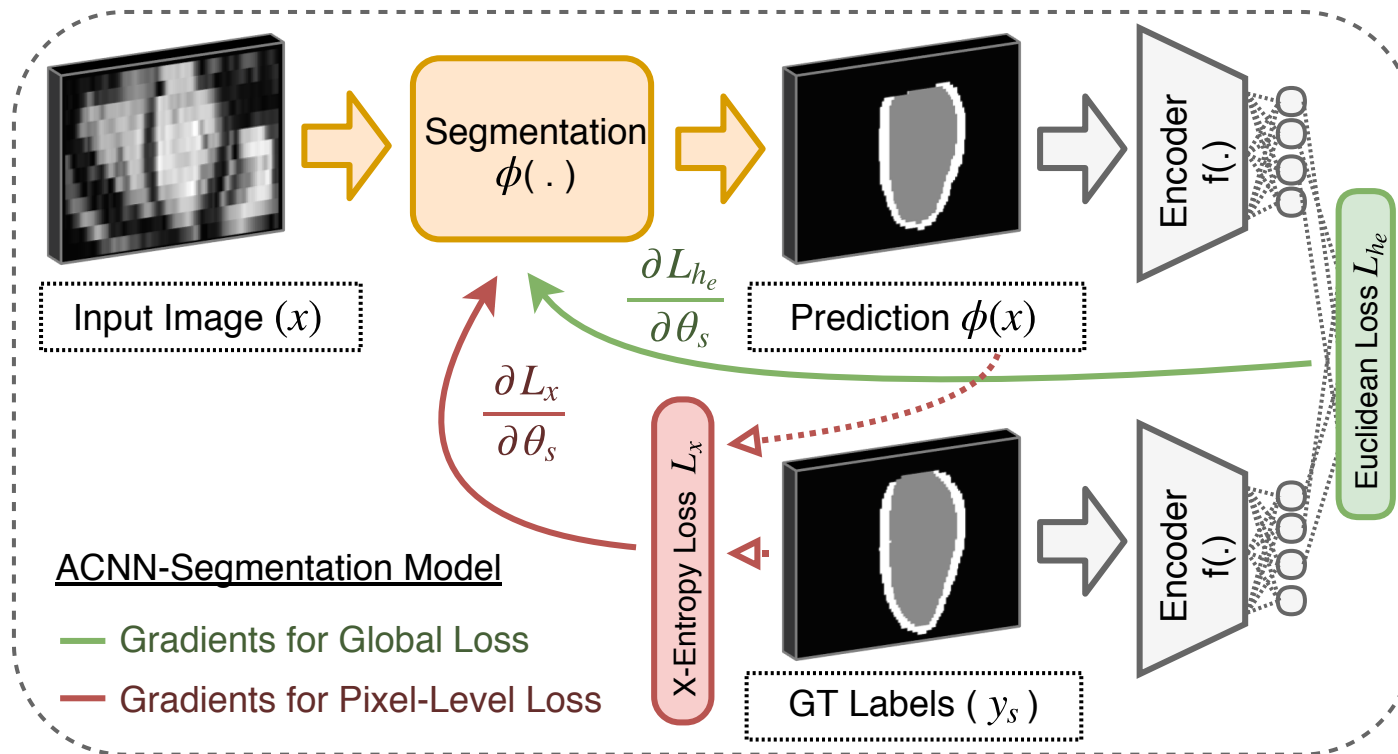 Segmentation
ϕ( . )
Encoder
f(.)
Input Image (x)
∂L_{h_e}
∂θ_s
Prediction ϕ(x)
Euclidean Loss L_{h_e}
∂L_x
∂θ_s
X-Entropy Loss L_x
Encoder
f(.)
ACNN-Segmentation Model
Gradients for Global Loss
Gradients for Pixel-Level Loss
GT Labels ( y_s )